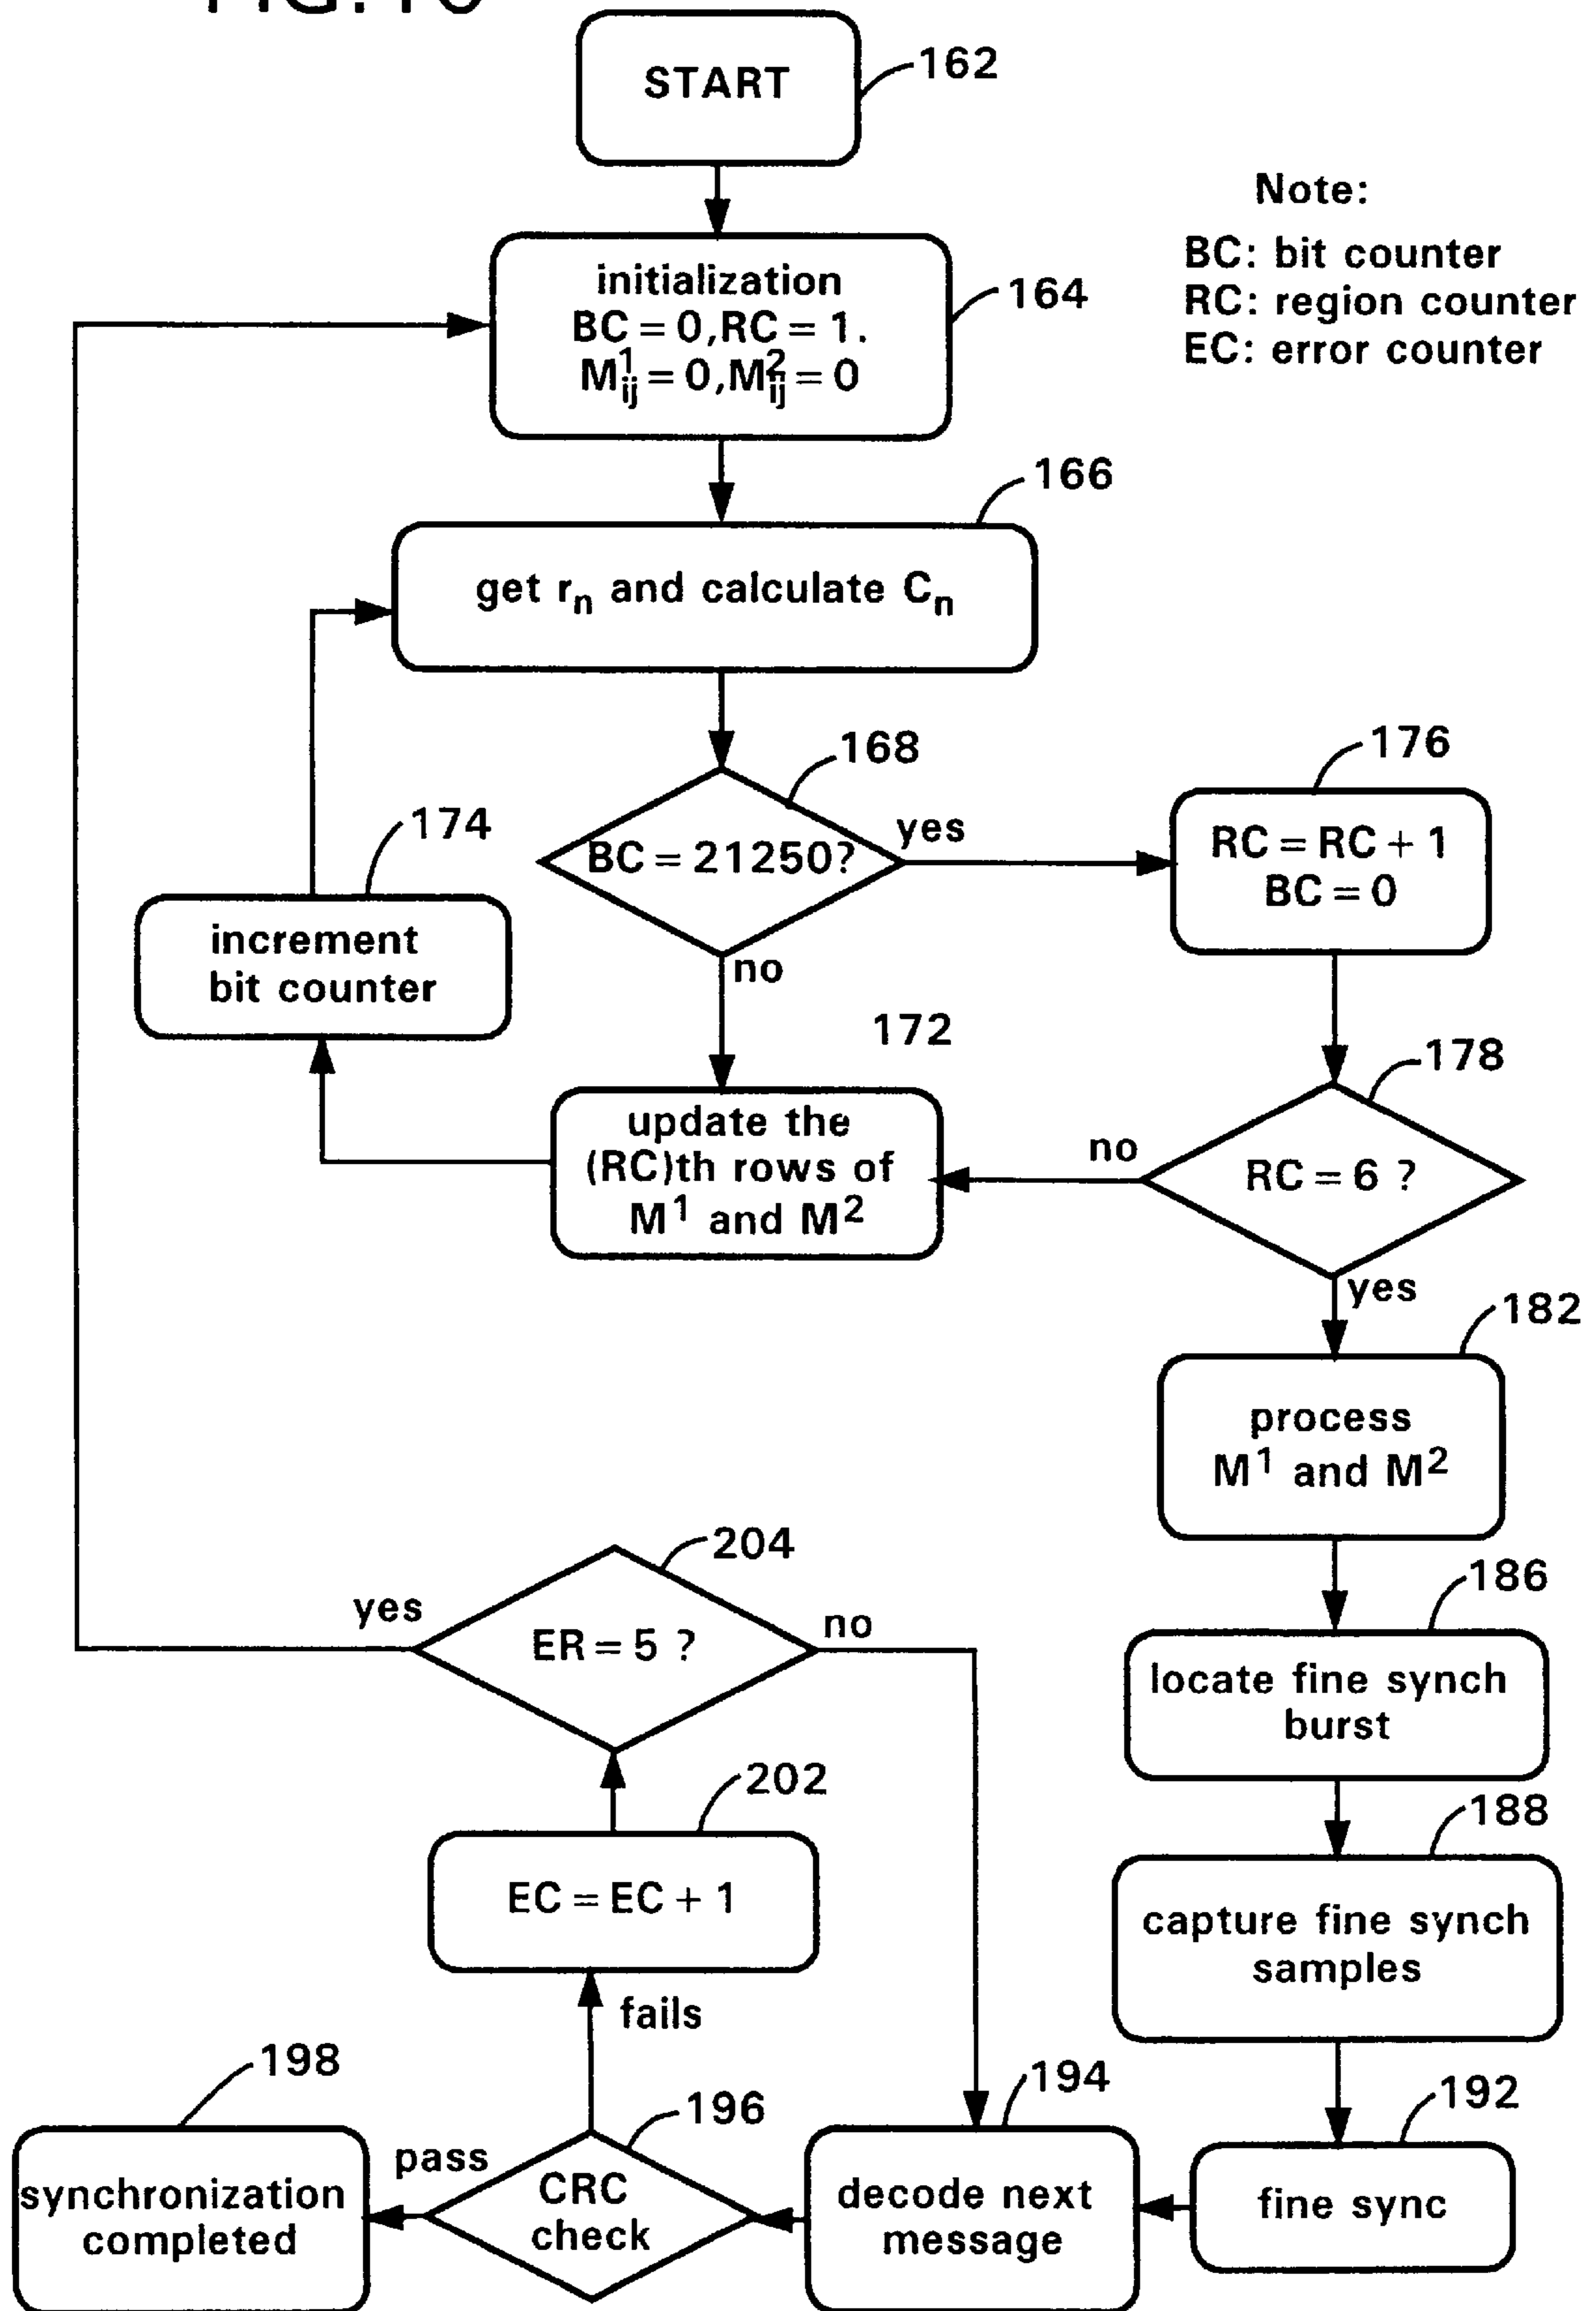 FIG.10
START
162
Note:
BC: bit counter
RC: region counter
EC: error counter
initialization
BC = 0,RC = 1.
M¹ij = 0,M²ij = 0
164
166
get rn and calculate Cn
168
BC = 21250?
yes
no
176
RC = RC + 1
BC = 0
174
increment
bit counter
172
update the
(RC)th rows of
M¹ and M²
178
RC = 6 ?
no
yes
182
process
M¹ and M²
204
ER = 5 ?
yes
no
186
locate fine synch
burst
202
EC = EC + 1
188
capture fine synch
samples
fails
198
synchronization
completed
pass
196
CRC
check
194
decode next
message
192
fine sync